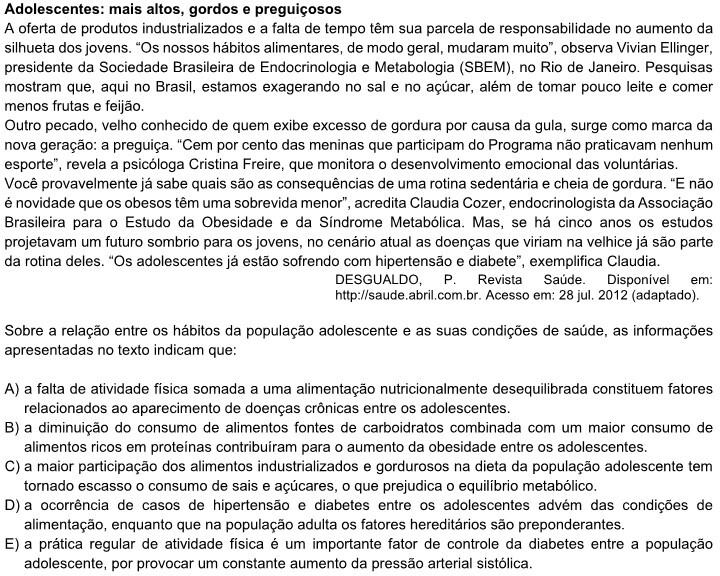 Adolescentes: mais altos, gordos e preguiçosos
A oferta de produtos industrializados e a falta de tempo têm sua parcela de responsabilidade no aumento da
silhueta dos jovens. “Os nossos hábitos alimentares, de modo geral, mudaram muito”, observa Vivian Ellinger,
presidente da Sociedade Brasileira de Endocrinologia e Metabologia (SBEM), no Rio de Janeiro. Pesquisas
mostram que, aqui no Brasil, estamos exagerando no sal e no açúcar, além de tomar pouco leite e comer
menos frutas e feijão.
Outro pecado, velho conhecido de quem exibe excesso de gordura por causa da gula, surge como marca da
nova geração: a preguiça. “Cem por cento das meninas que participam do Programa não praticavam nenhum
esporte”, revela a psicóloga Cristina Freire, que monitora o desenvolvimento emocional das voluntárias.
Você provavelmente já sabe quais são as consequências de uma rotina sedentária e cheia de gordura. “E não
é novidade que os obesos têm uma sobrevida menor”, acredita Claudia Cozer, endocrinologista da Associação
Brasileira para o Estudo da Obesidade e da Síndrome Metabólica. Mas, se há cinco anos os estudos
projetavam um futuro sombrio para os jovens, no cenário atual as doenças que viriam na velhice já são parte
da rotina deles. “Os adolescentes já estão sofrendo com hipertensão e diabete”, exemplifica Claudia.
DESGUALDO, P. Revista Saúde. Disponível em:
http://saude.abril.com.br. Acesso em: 28 jul. 2012 (adaptado).
Sobre a relação entre os hábitos da população adolescente e as suas condições de saúde, as informações
apresentadas no texto indicam que:
A) a falta de atividade física somada a uma alimentação nutricionalmente desequilibrada constituem fatores
relacionados ao aparecimento de doenças crônicas entre os adolescentes.
B) a diminuição do consumo de alimentos fontes de carboidratos combinada com um maior consumo de
alimentos ricos em proteínas contribuíram para o aumento da obesidade entre os adolescentes.
C) a maior participação dos alimentos industrializados e gordurosos na dieta da população adolescente tem
tornado escasso o consumo de sais e açúcares, o que prejudica o equilíbrio metabólico.
D) a ocorrência de casos de hipertensão e diabetes entre os adolescentes advém das condições de
alimentação, enquanto que na população adulta os fatores hereditários são preponderantes.
E) a prática regular de atividade física é um importante fator de controle da diabetes entre a população
adolescente, por provocar um constante aumento da pressão arterial sistólica.